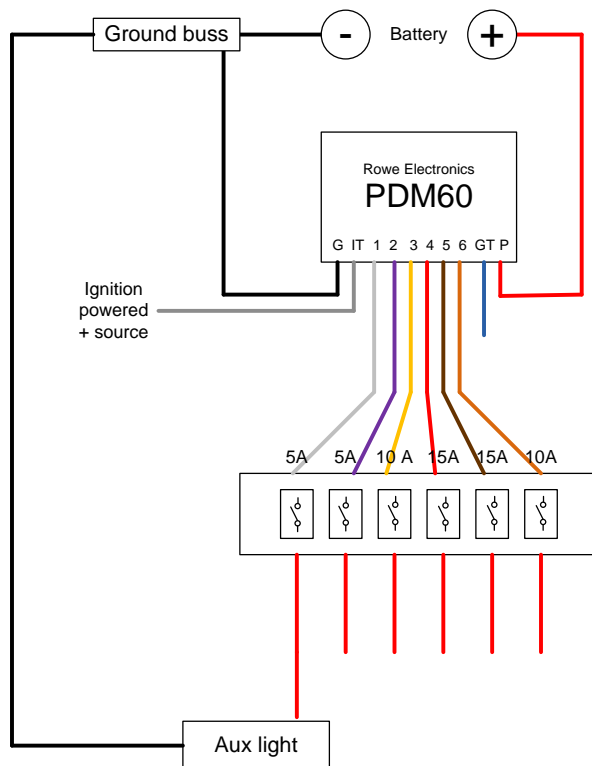 Ground buss
-
Battery
+
Rowe Electronics
PDM60
G IT 1 2 3 4 5 6 GT P
Ignition
powered
+ source
5A 5A 10 A 15A 15A 10A
Aux light